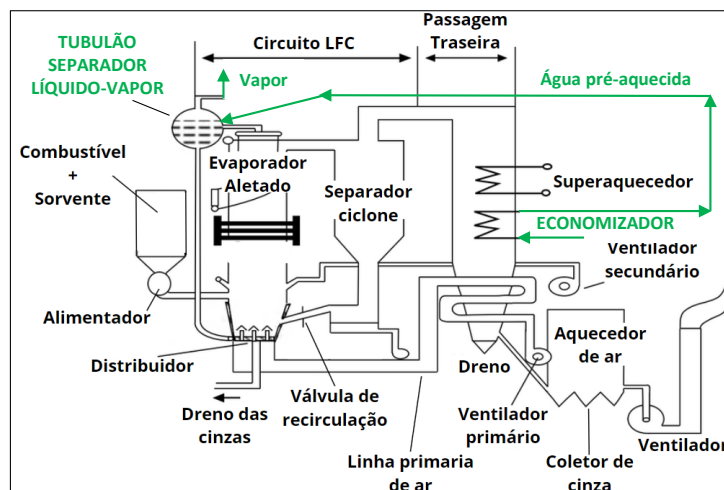 Passagem
Traseira
Circuito LFC
TUBULÃO
SEPARADOR
LÍQUIDO-VAPOR
Vapor
Água pré-aquecida
Combustível
+
Sorvente
Evaporador
Aletado
Separador
ciclone
Superaquecedor
ECONOMIZADOR
Ventilador
secundário
Alimentador
Aquecedor
de ar
Distribuidor
Dreno
Válvula de
recirculação
Dreno das
cinzas
Ventilador
primário
Ventilador
Linha primaria
de ar
Coletor de
cinza